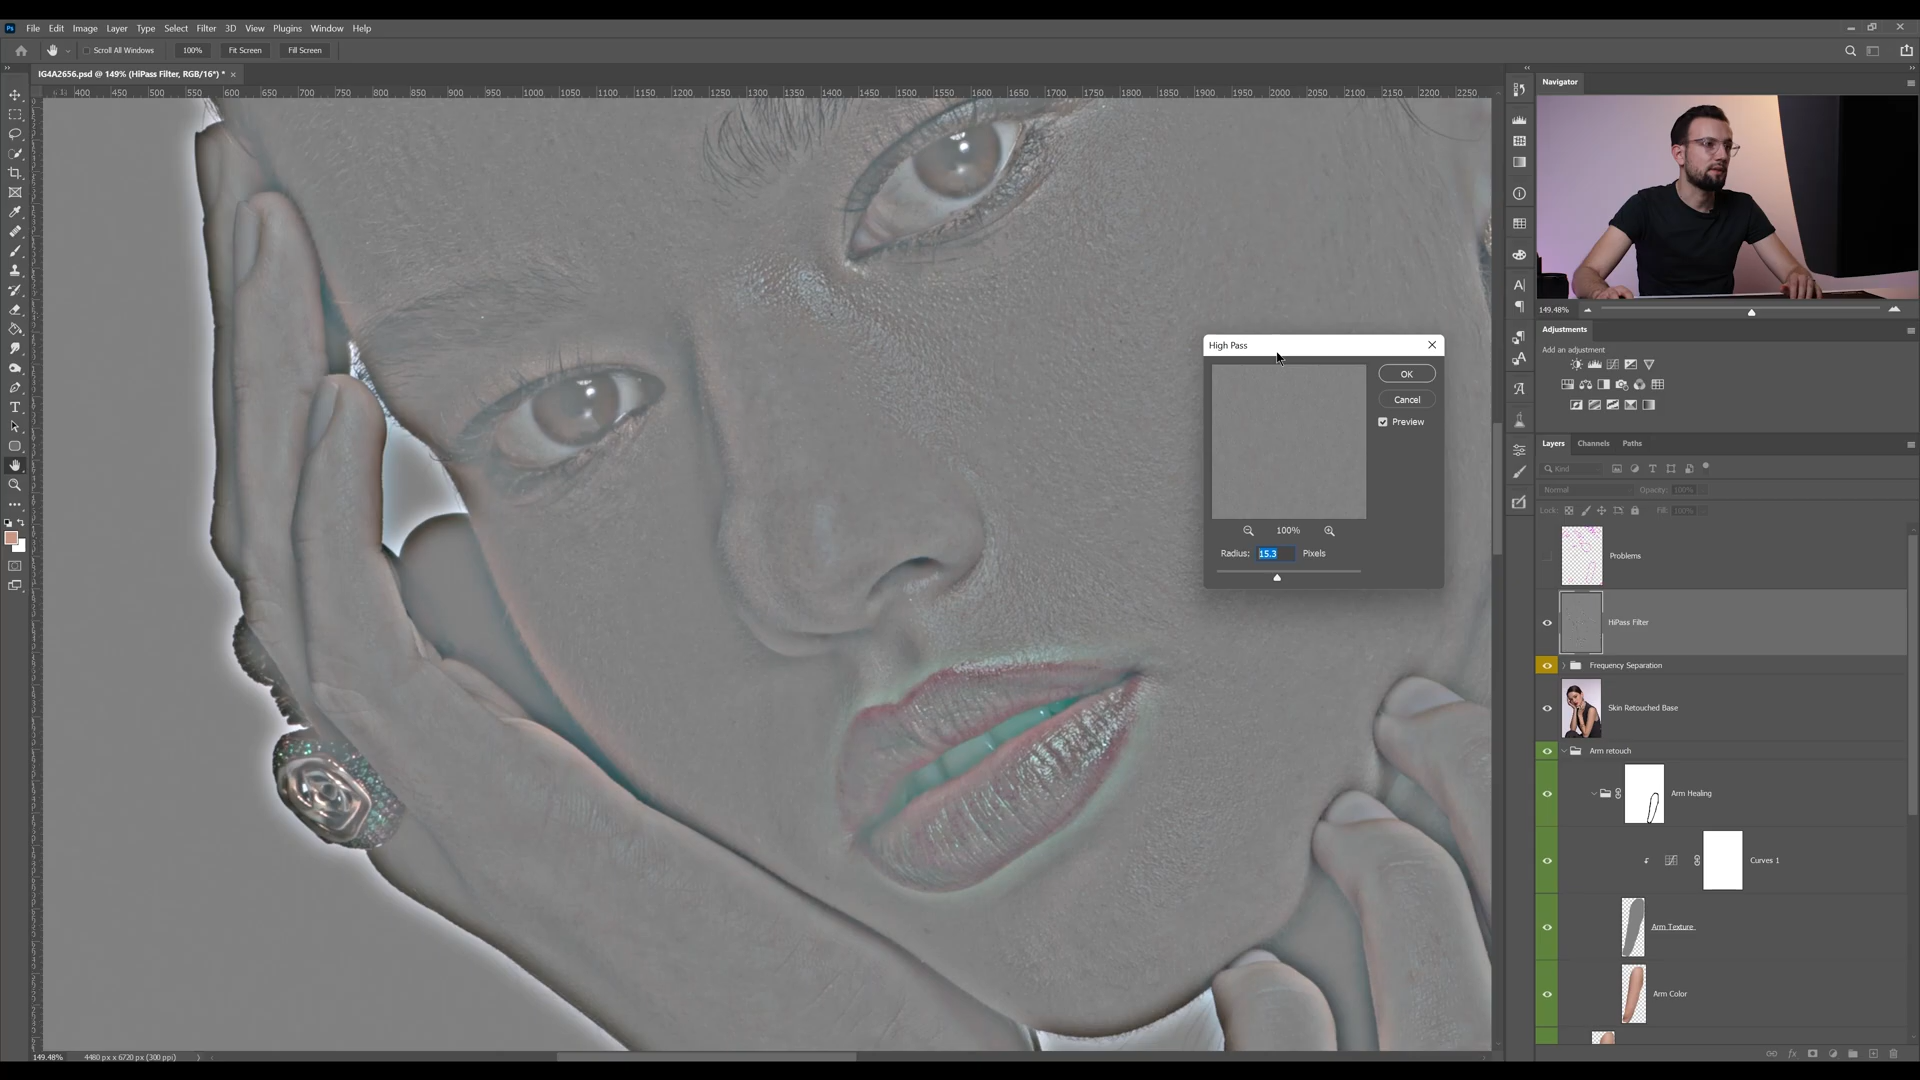 Ps File Edit Image Layer Type Select Filter 3D View Plugins Window Help
Scroll All Windows 100% Fit Screen Fill Screen
IG4A2656.psd @ 149% (HiPass Filter, RGB/16*) *
400 450 500 550 600 650 700 750 800 850 900 950 1000 1050 1100 1150 1200 1250 1300 1350 1400 1450 1500 1550 1600 1650 1700 1750 1800 1850 1900 1950 2000 2050 2100 2150 2200 2250
High Pass
OK
Cancel
Preview
100%
Radius: 15.3 Pixels
149.48% 4480 px x 6720 px (300 ppi)
Navigator
149.48%
Adjustments
Add an adjustment
Layers Channels Paths
Kind
Normal Opacity: 100%
Lock: Fill: 100%
Problems
HiPass Filter
Frequency Separation
Skin Retouched Base
Arm retouch
Arm Healing
Curves 1
Arm Texture
Arm Color
fx